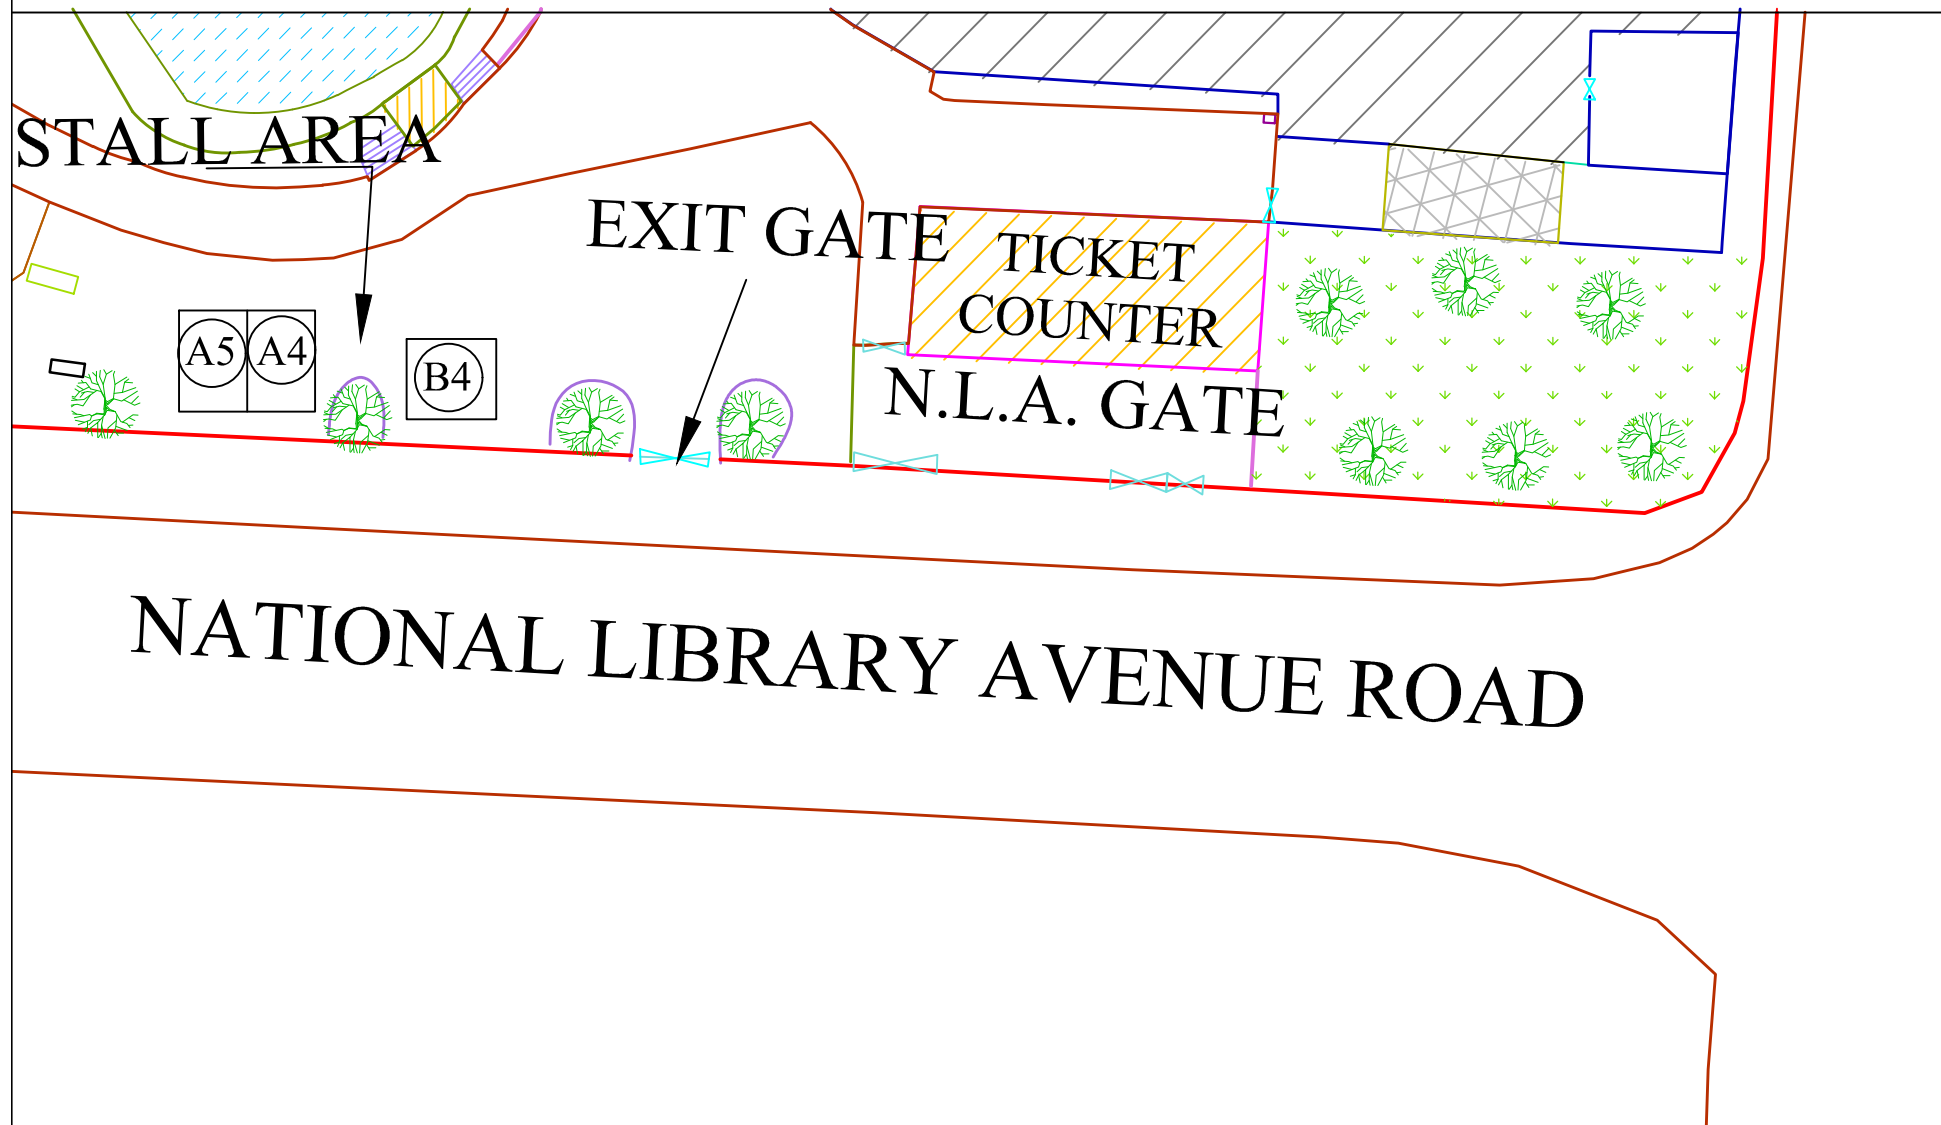 STALL AREA
EXIT GATE
TICKET
COUNTER
A5
A4
B4
N.L.A. GATE
NATIONAL LIBRARY AVENUE ROAD